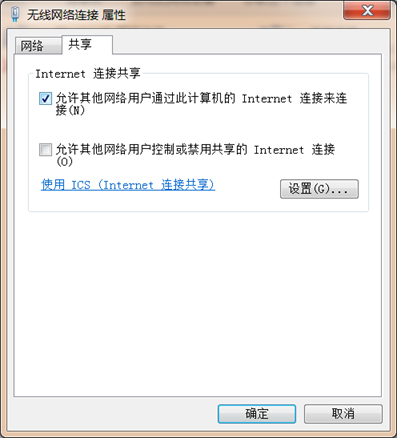 无线网络连接 属性
网络 共享
Internet 连接共享
允许其他网络用户通过此计算机的 Internet 连接来连
接(N)
允许其他网络用户控制或禁用共享的 Internet 连接
(O)
使用 ICS (Internet 连接共享)
设置(G)...
确定 取消